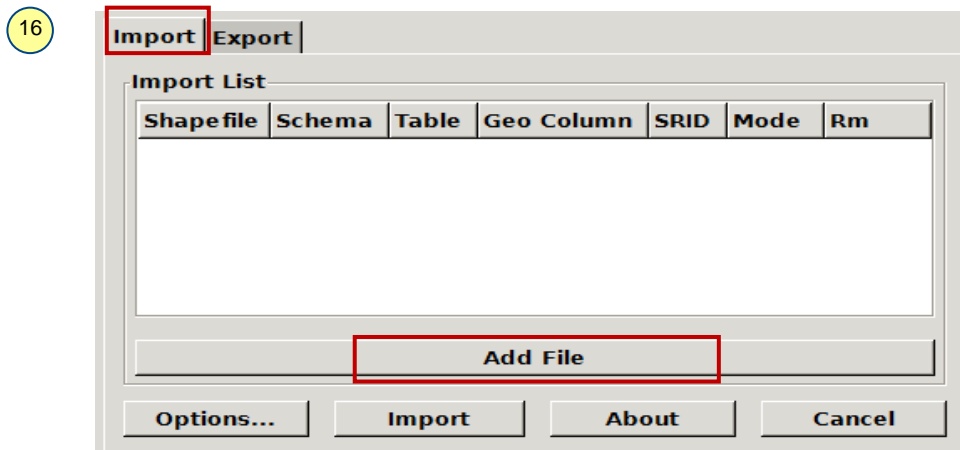 16
Import Export
Import List
Shapefile Schema Table Geo Column SRID Mode Rm
Add File
Options... Import About Cancel